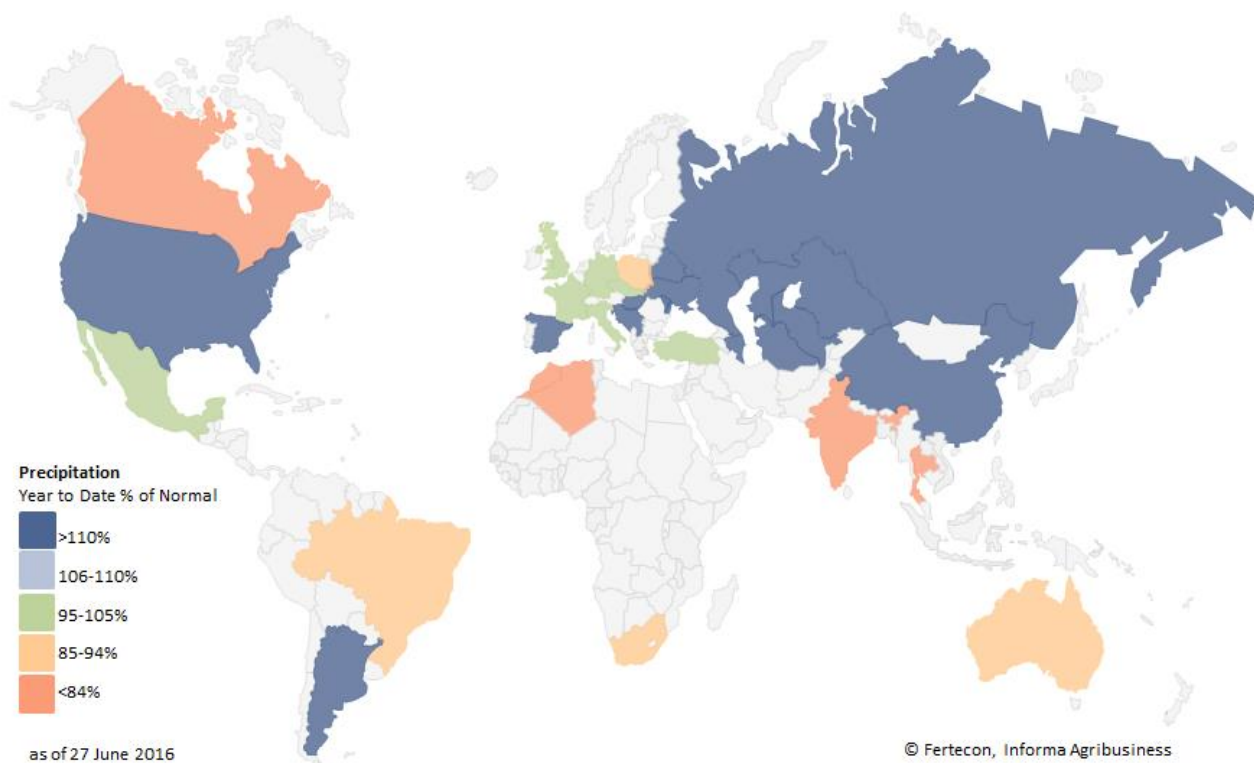 Precipitation
Year to Date % of Normal
>110%
106-110%
95-105%
85-94%
<84%
as of 27 June 2016
© Fertecon, Informa Agribusiness